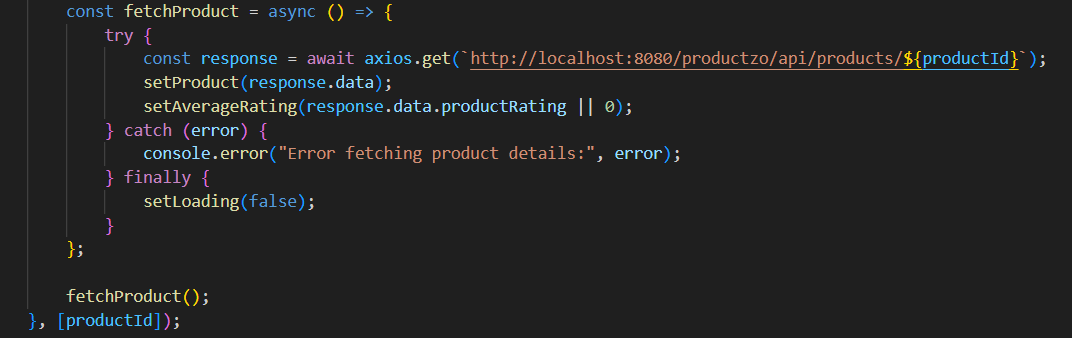 const fetchProduct = async () => {
try {
const response = await axios.get(`http://localhost:8080/productzo/api/products/${productId}`);
setProduct(response.data);
setAverageRating(response.data.productRating || 0);
} catch (error) {
console.error("Error fetching product details:", error);
} finally {
setLoading(false);
}
};
fetchProduct();
}, [productId]);